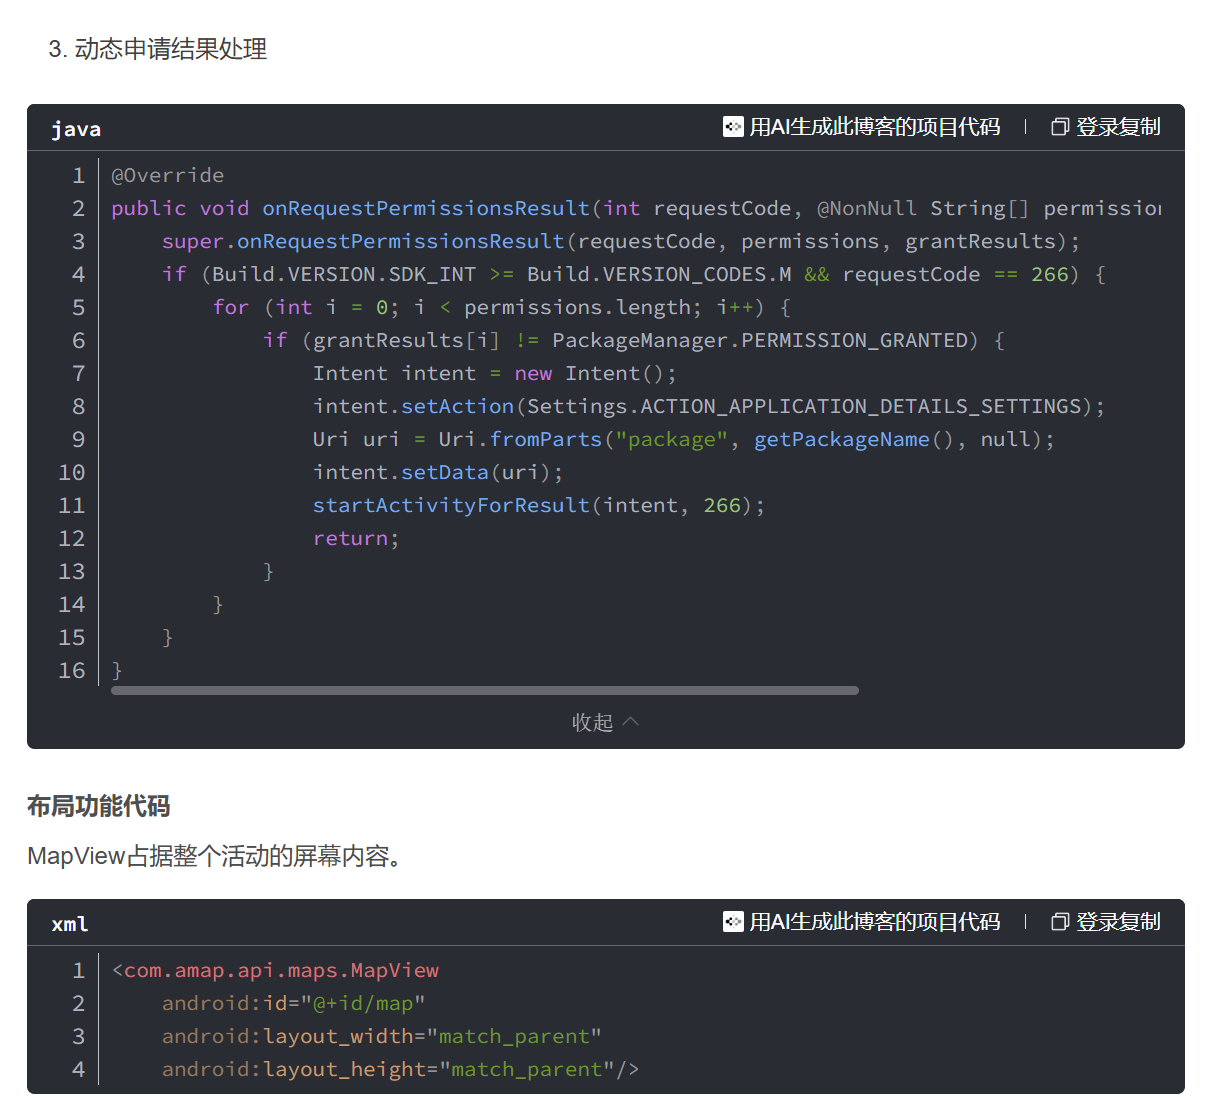 3. 动态申请结果处理
java
用AI生成此博客的项目代码
登录复制
1 @Override
2 public void onRequestPermissionsResult(int requestCode, @NonNull String[] permission
3     super.onRequestPermissionsResult(requestCode, permissions, grantResults);
4     if (Build.VERSION.SDK_INT >= Build.VERSION_CODES.M && requestCode == 266) {
5         for (int i = 0; i < permissions.length; i++) {
6             if (grantResults[i] != PackageManager.PERMISSION_GRANTED) {
7                 Intent intent = new Intent();
8                 intent.setAction(Settings.ACTION_APPLICATION_DETAILS_SETTINGS);
9                 Uri uri = Uri.fromParts("package", getPackageName(), null);
10                 intent.setData(uri);
11                 startActivityForResult(intent, 266);
12                 return;
13             }
14         }
15     }
16 }
收起
布局功能代码
MapView占据整个活动的屏幕内容。
xml
用AI生成此博客的项目代码
登录复制
1 <com.amap.api.maps.MapView
2     android:id="@+id/map"
3     android:layout_width="match_parent"
4     android:layout_height="match_parent"/>